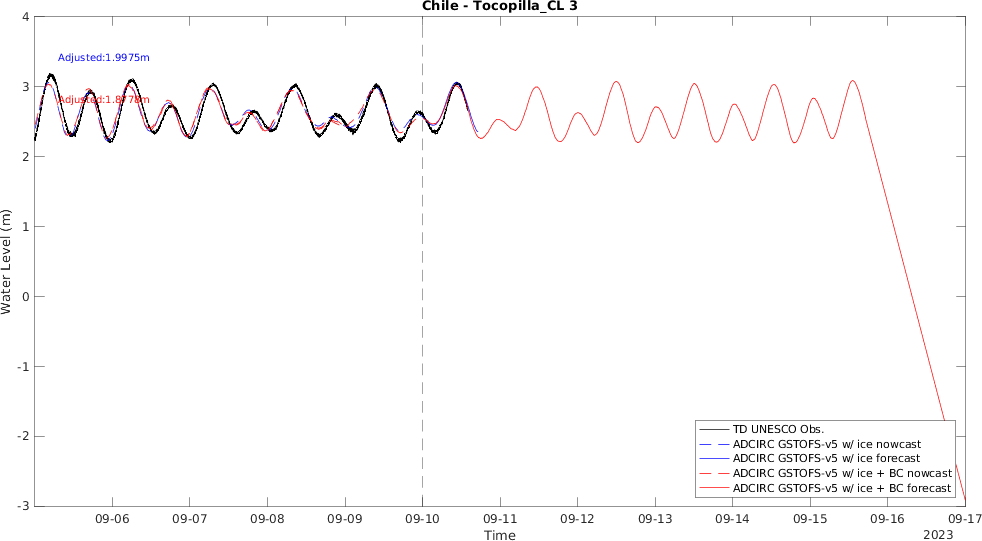 Chile - Tocopilla_CL 3
4
3
2
1
0
-1
-2
-3
Water Level (m)
Adjusted:1.9975m
Adjusted:1.8778m
TD UNESCO Obs.
ADCIRC GSTOFS-v5 w/ ice nowcast
ADCIRC GSTOFS-v5 w/ ice forecast
ADCIRC GSTOFS-v5 w/ ice + BC nowcast
ADCIRC GSTOFS-v5 w/ ice + BC forecast
09-06 09-07 09-08 09-09 09-10 09-11 09-12 09-13 09-14 09-15 09-16 09-17
Time
2023